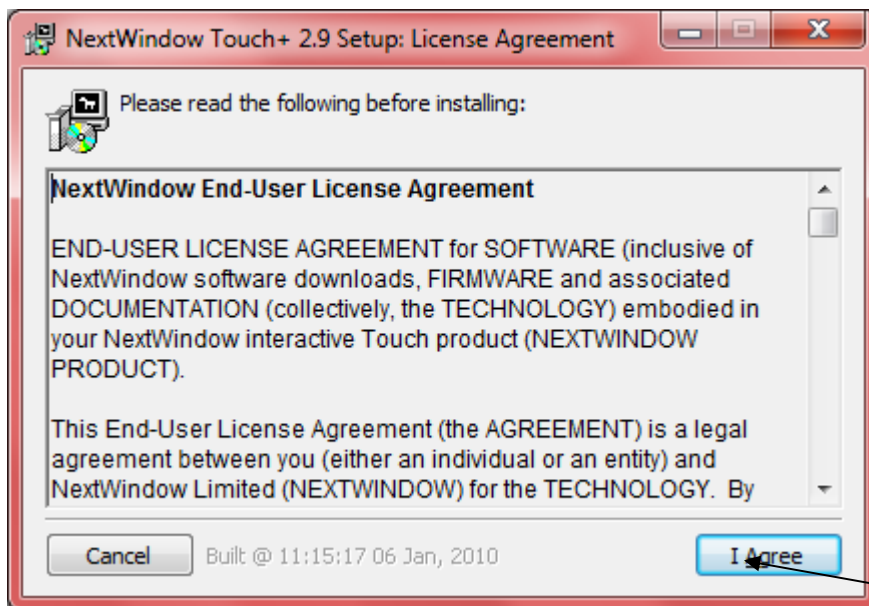 NextWindow Touch+ 2.9 Setup: License Agreement
Please read the following before installing:
NextWindow End-User License Agreement
END-USER LICENSE AGREEMENT for SOFTWARE (inclusive of
NextWindow software downloads, FIRMWARE and associated
DOCUMENTATION (collectively, the TECHNOLOGY) embodied in
your NextWindow interactive Touch product (NEXTWINDOW
PRODUCT).
This End-User License Agreement (the AGREEMENT) is a legal
agreement between you (either an individual or an entity) and
NextWindow Limited (NEXTWINDOW) for the TECHNOLOGY.  By
Cancel Built @ 11:15:17 06 Jan, 2010 I Agree